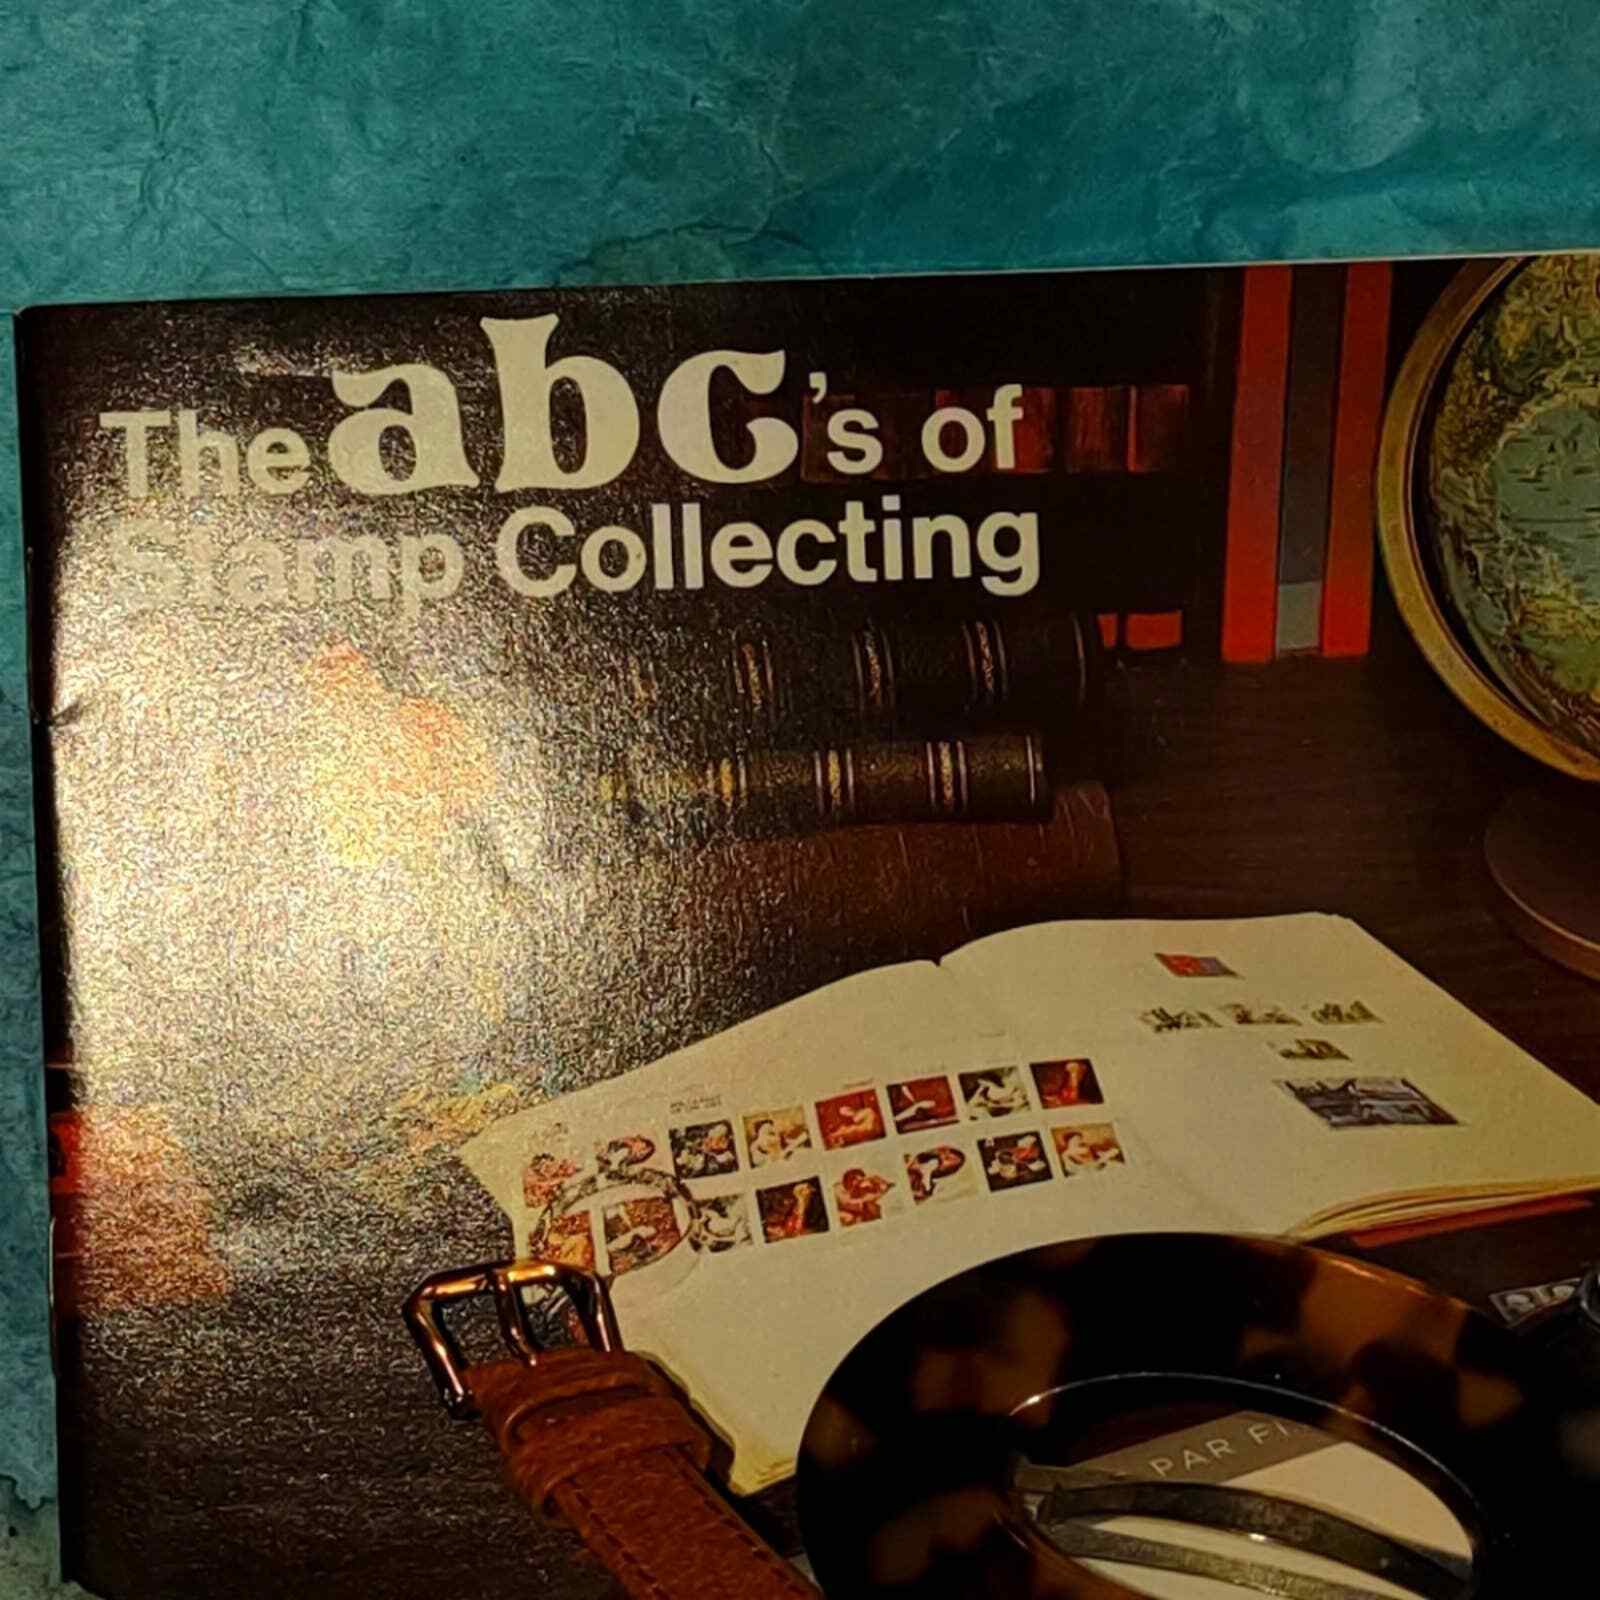 The abc's of
Stamp Collecting
PAR FI